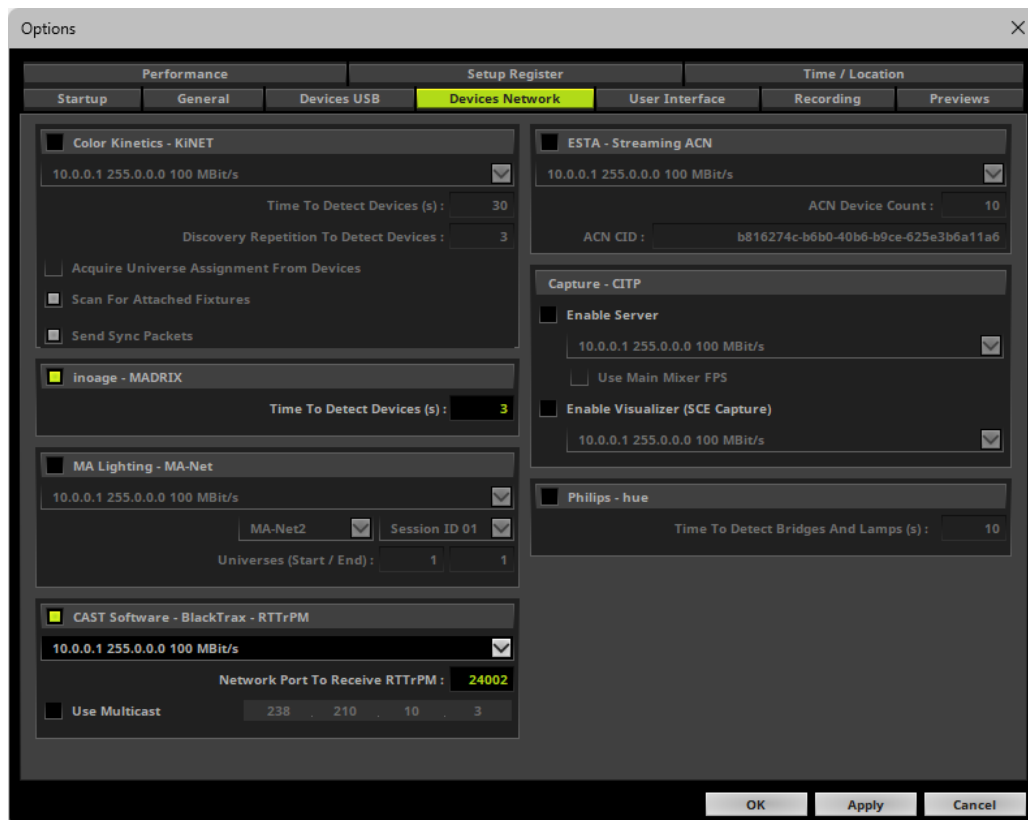 Options
Performance
Setup Register
Time / Location
Startup
General
Devices USB
Devices Network
User Interface
Recording
Previews
Color Kinetics - KiNET
10.0.0.1 255.0.0.0 100 MBit/s
Time To Detect Devices (s) : 30
Discovery Repetition To Detect Devices : 3
Acquire Universe Assignment From Devices
Scan For Attached Fixtures
Send Sync Packets
inoage - MADRIX
Time To Detect Devices (s) : 3
MA Lighting - MA-Net
10.0.0.1 255.0.0.0 100 MBit/s
MA-Net2 Session ID 01
Universes (Start / End) : 1 1
CAST Software - BlackTrax - RTTrPM
10.0.0.1 255.0.0.0 100 MBit/s
Network Port To Receive RTTrPM : 24002
Use Multicast 238 . 210 . 10 . 3
ESTA - Streaming ACN
10.0.0.1 255.0.0.0 100 MBit/s
ACN Device Count : 10
ACN CID : b816274c-b6b0-40b6-b9ce-625e3b6a11a6
Capture - CITP
Enable Server
10.0.0.1 255.0.0.0 100 MBit/s
Use Main Mixer FPS
Enable Visualizer (SCE Capture)
10.0.0.1 255.0.0.0 100 MBit/s
Philips - hue
Time To Detect Bridges And Lamps (s) : 10
OK
Apply
Cancel